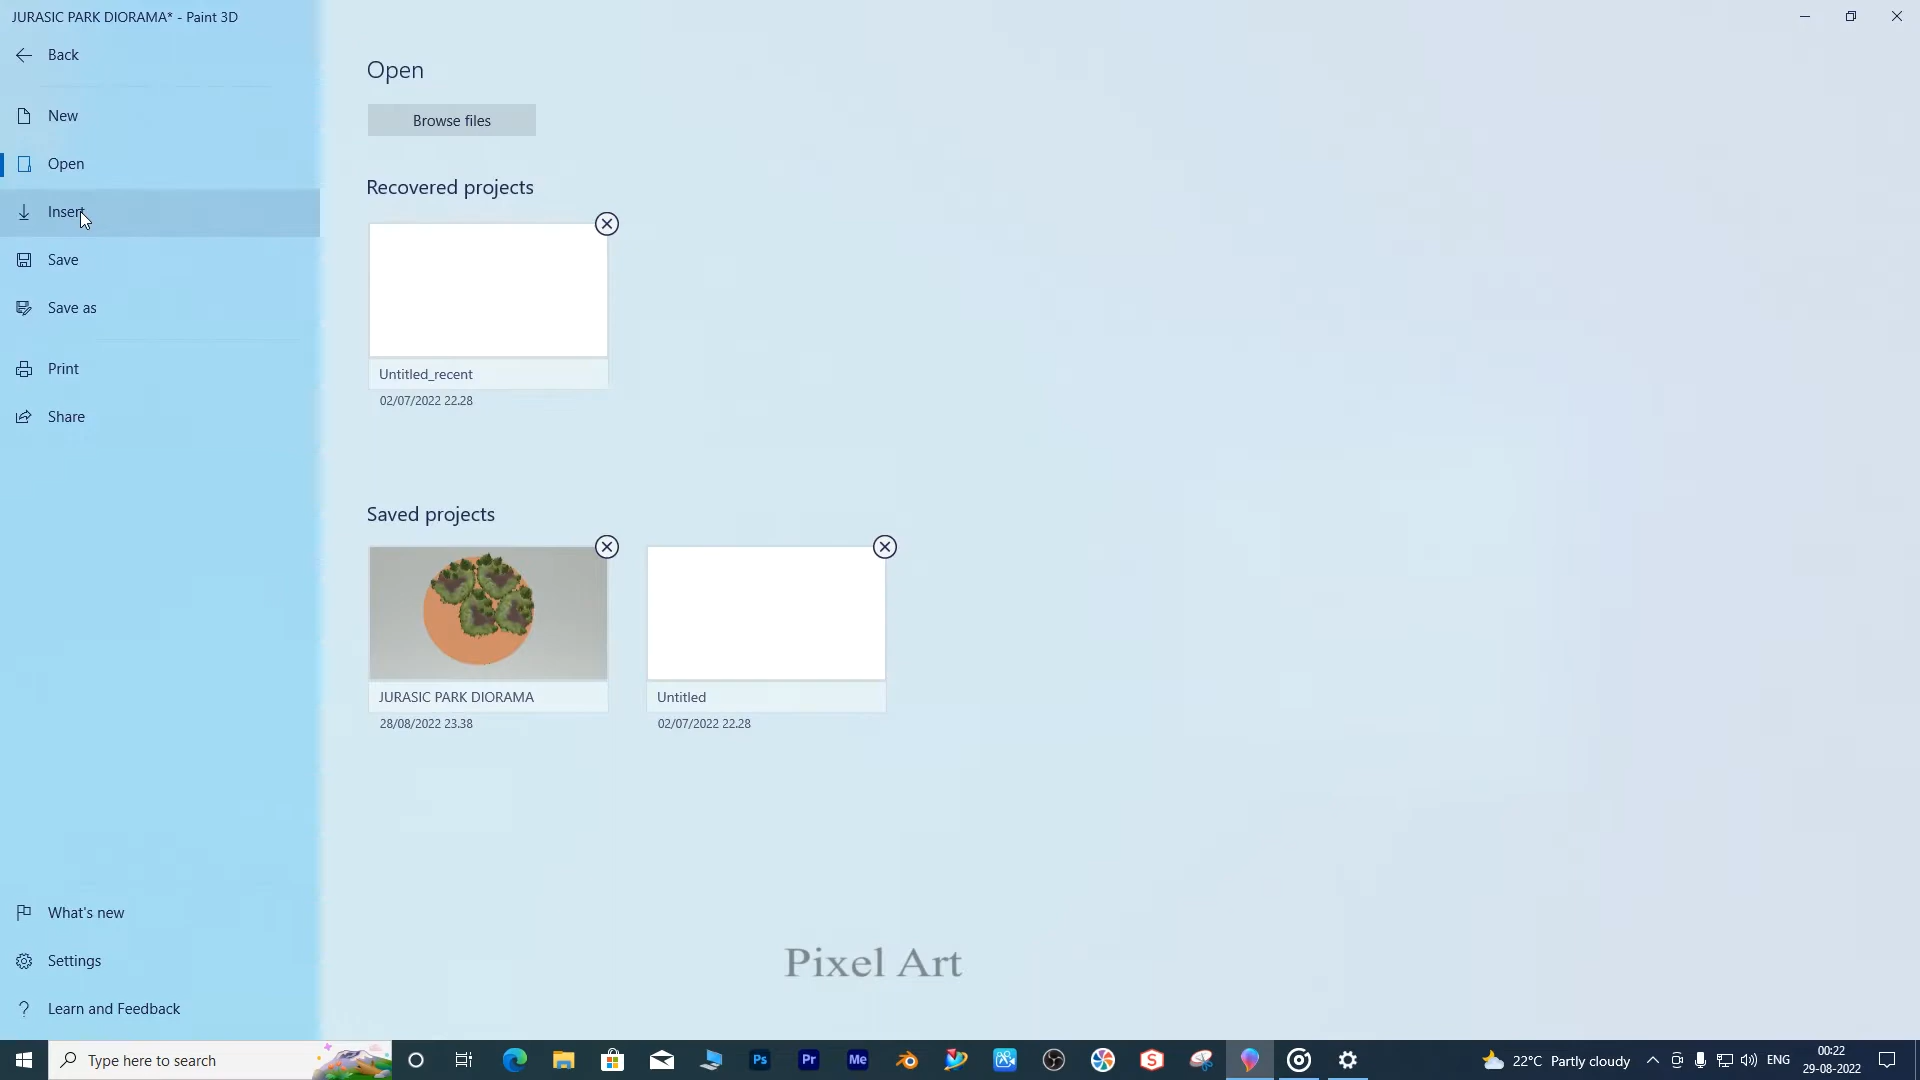 JURASIC PARK DIORAMA* - Paint 3D
Back
New
Open
Insert
Save
Save as
Print
Share
What's new
Settings
Learn and Feedback
Open
Browse files
Recovered projects
Untitled_recent
02/07/2022 22.28
Saved projects
JURASIC PARK DIORAMA
28/08/2022 23.38
Untitled
02/07/2022 22.28
Pixel Art
Type here to search
Ps
Pr
Me
S
22°C Partly cloudy
ENG
00:22
29-08-2022